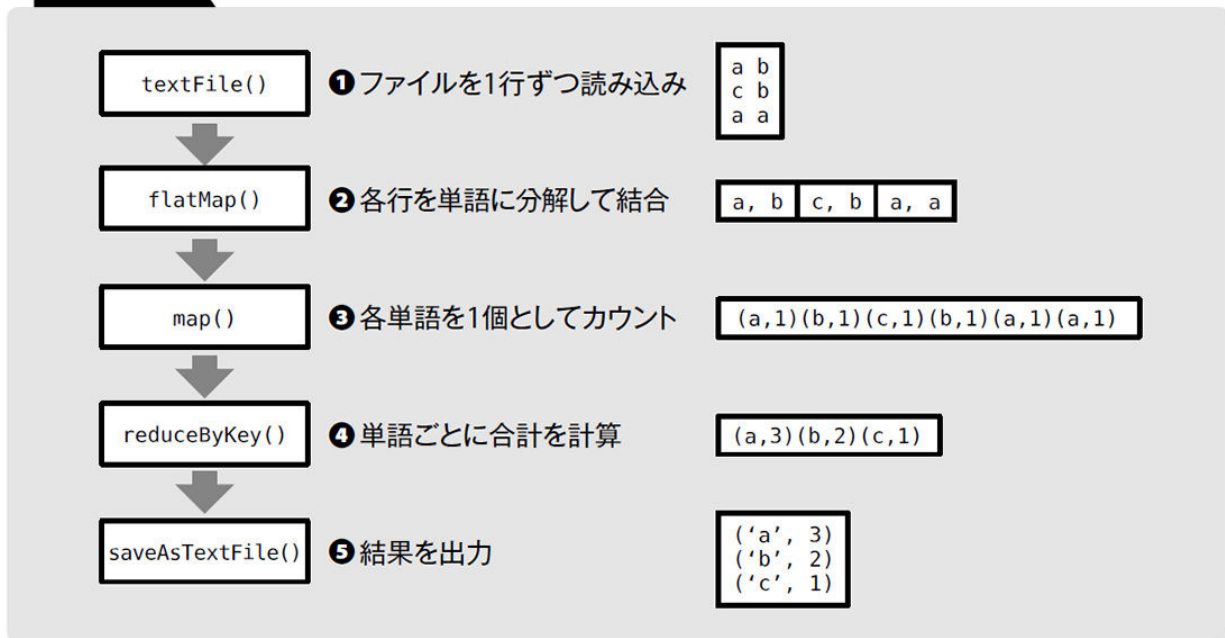 textFile() ❶ファイルを1行ずつ読み込み
a b
c b
a a
flatMap() ❷各行を単語に分解して結合 a, b c, b a, a
map() ❸各単語を1個としてカウント (a,1)(b,1)(c,1)(b,1)(a,1)(a,1)
reduceByKey() ❹単語ごとに合計を計算 (a,3)(b,2)(c,1)
saveAsTextFile() ❺結果を出力
(‘a’, 3)
(‘b’, 2)
(‘c’, 1)